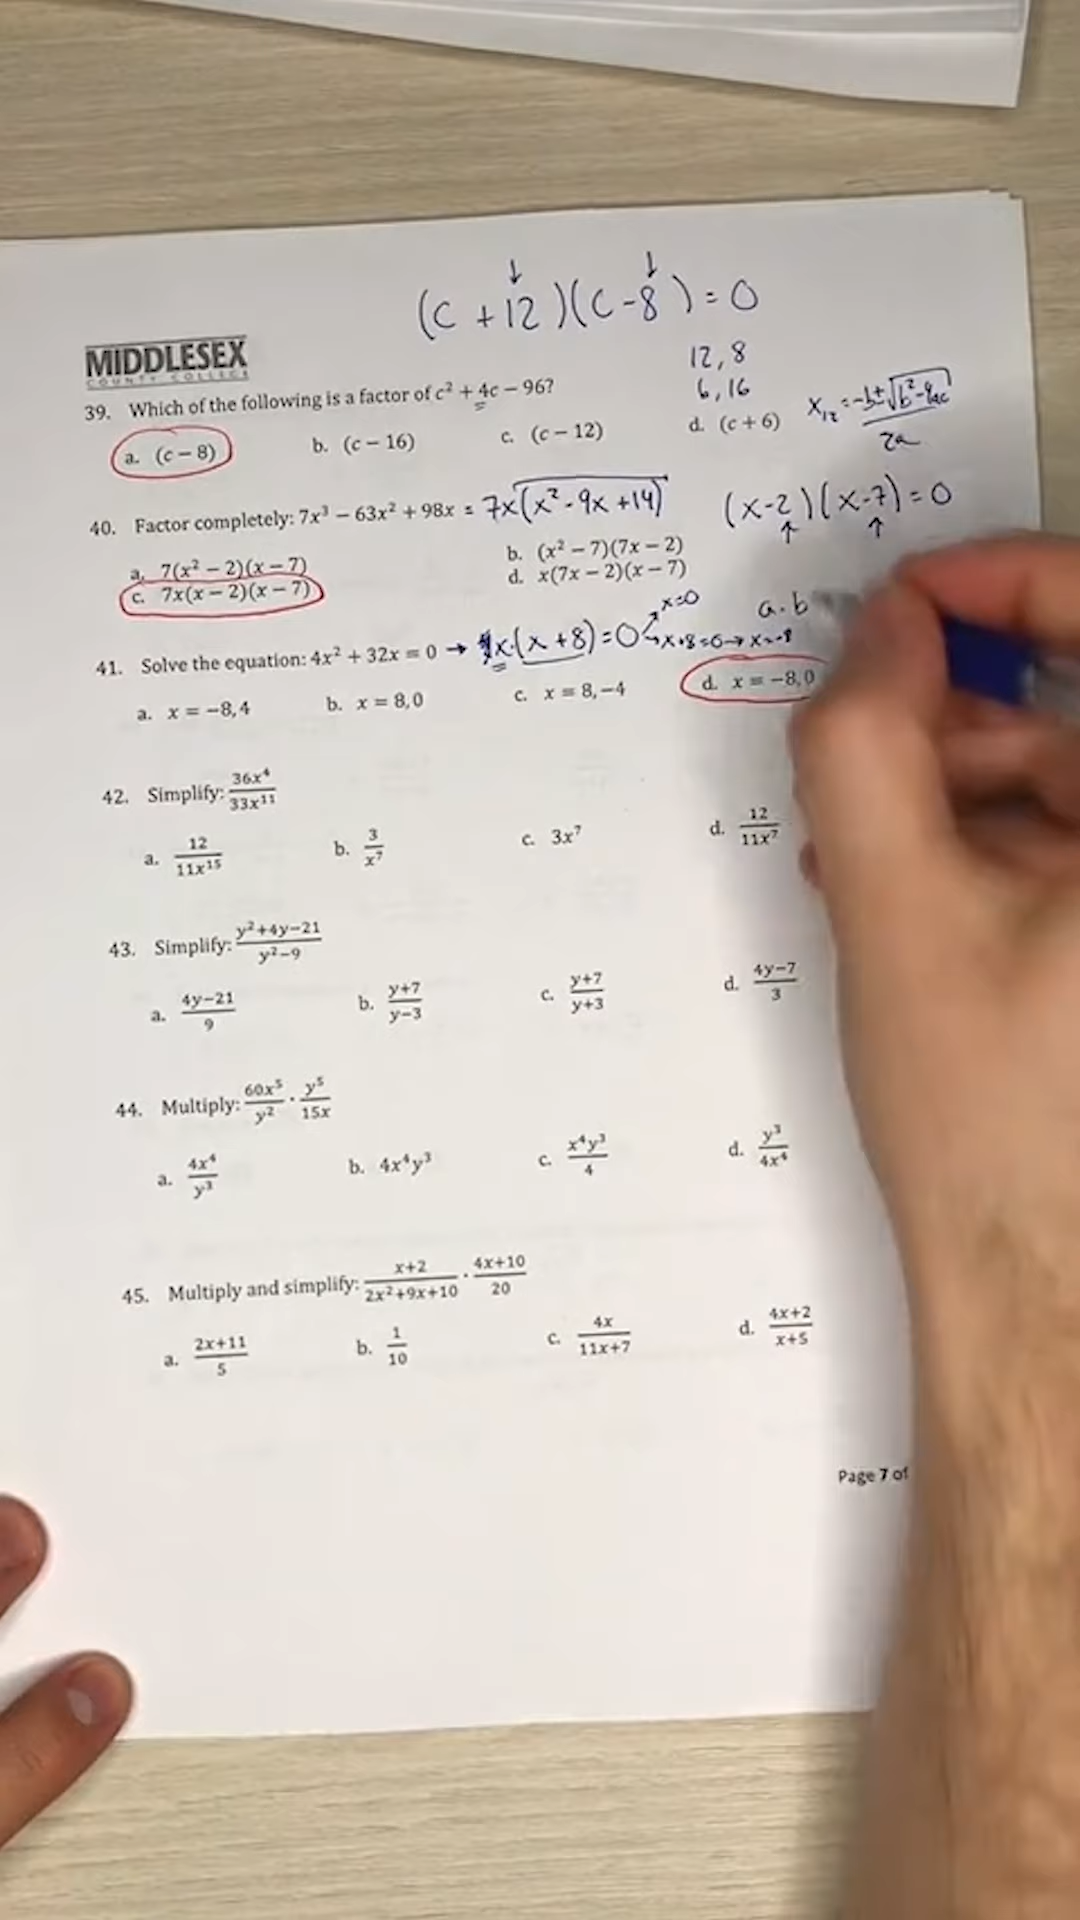 (c + 12)(c - 8) = 0
12, 8
6, 16
MIDDLESEX
COUNTY COLLEGE
39. Which of the following is a factor of c² + 4c − 96?
a. (c − 8) b. (c − 16) c. (c − 12) d. (c + 6)
x₁₂ = -b ± √(b² - 4ac) / 2a
40. Factor completely: 7x³ − 63x² + 98x = 7x(x² - 9x + 14)
(x - 2)(x - 7) = 0
a. 7(x² − 2)(x − 7) b. (x² − 7)(7x − 2)
c. 7x(x − 2)(x − 7) d. x(7x − 2)(x − 7)
a · b
41. Solve the equation: 4x² + 32x = 0 → 4x·(x + 8) = 0
x = 0
x + 8 = 0 → x = -8
a. x = −8, 4 b. x = 8, 0 c. x = 8, −4 d. x = −8, 0
42. Simplify: 36x⁴/33x¹¹
a. 12/11x¹⁵ b. 3/x⁷ c. 3x⁷ d. 12/11x⁷
43. Simplify: y²+4y−21/y²−9
a. 4y−21/9 b. y+7/y−3 c. y+7/y+3 d. 4y−7/3
44. Multiply: 60x⁵/y² · y⁵/15x
a. 4x⁴/y³ b. 4x⁴y³ c. x⁴y³/4 d. y³/4x⁴
45. Multiply and simplify: x+2/2x²+9x+10 · 4x+10/20
a. 2x+11/5 b. 1/10 c. 4x/11x+7 d. 4x+2/x+5
Page 7 of